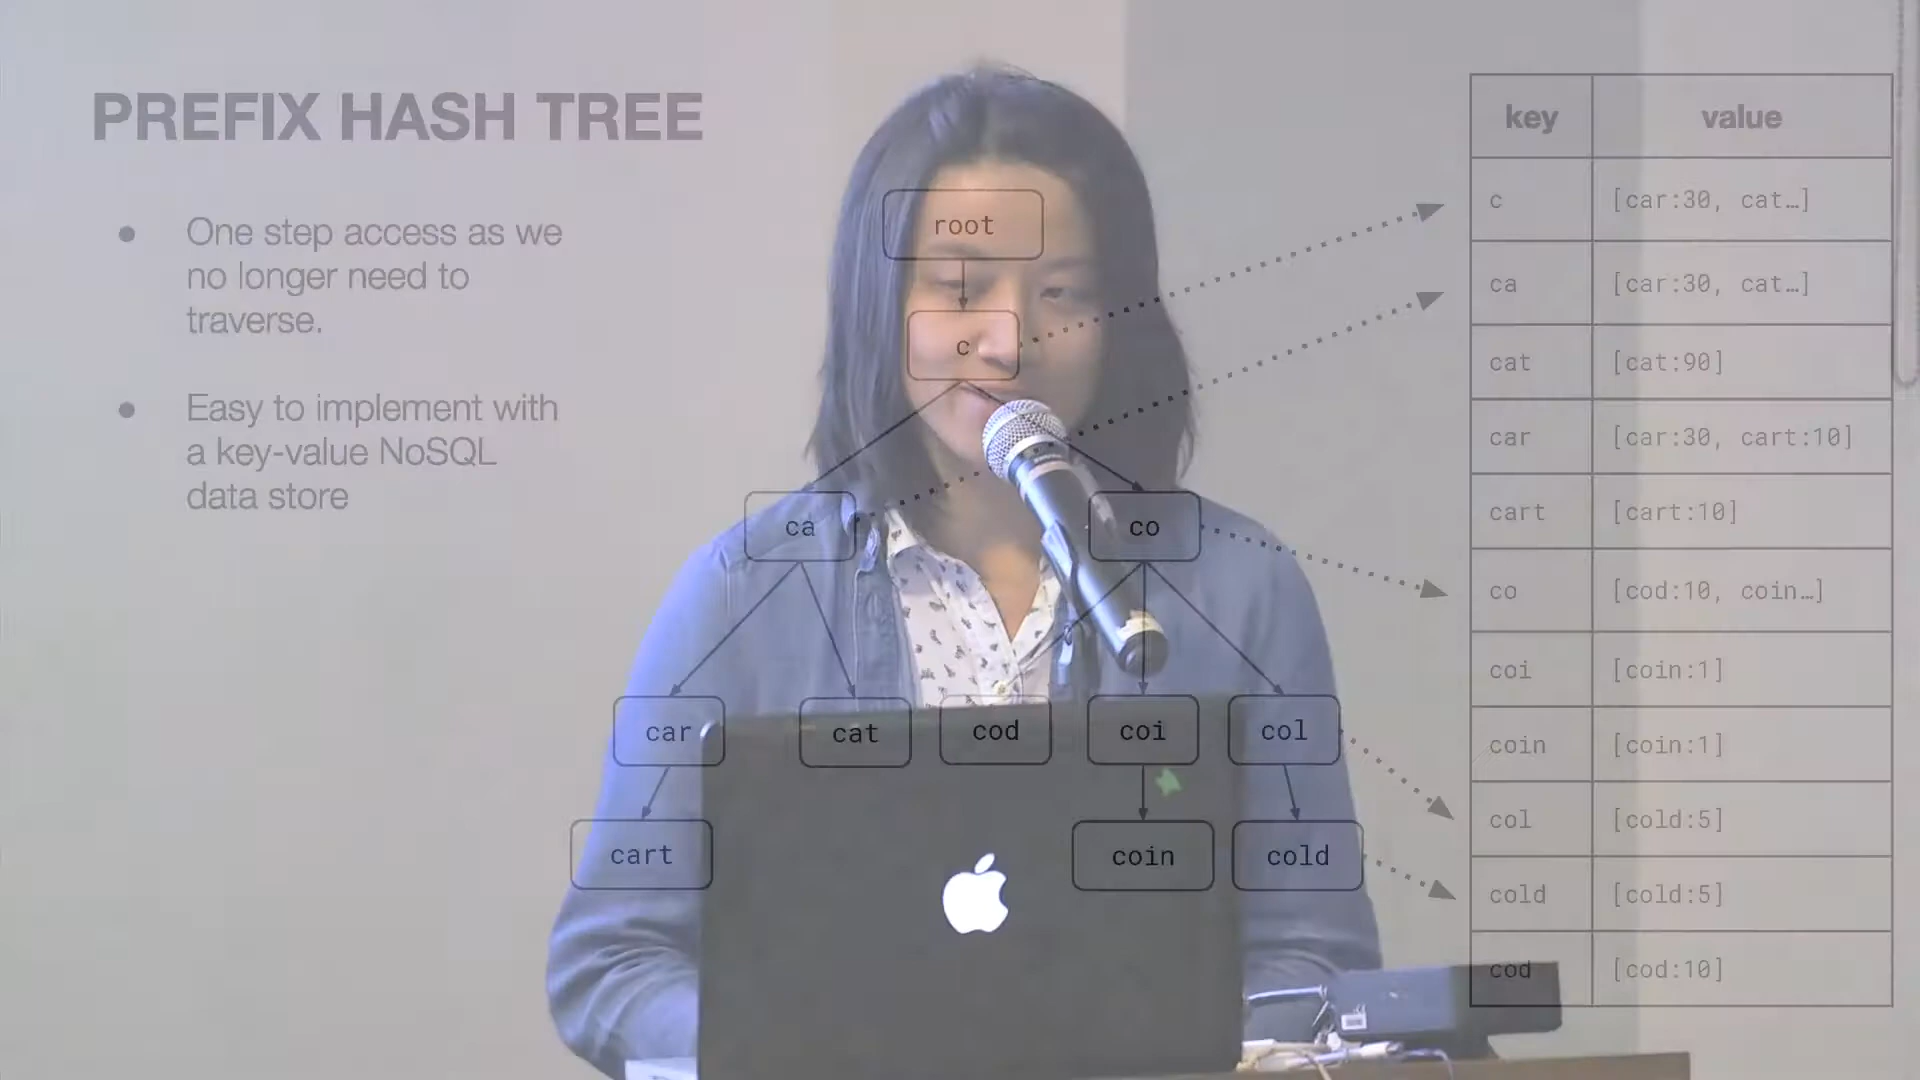 PREFIX HASH TREE
● One step access as we
no longer need to
traverse.
● Easy to implement with
a key-value NoSQL
data store
root
c
ca co
car cat cod coi col
cart coin cold
key value
c [car:30, cat…]
ca [car:30, cat…]
cat [cat:90]
car [car:30, cart:10]
cart [cart:10]
co [cod:10, coin…]
coi [coin:1]
coin [coin:1]
col [cold:5]
cold [cold:5]
cod [cod:10]